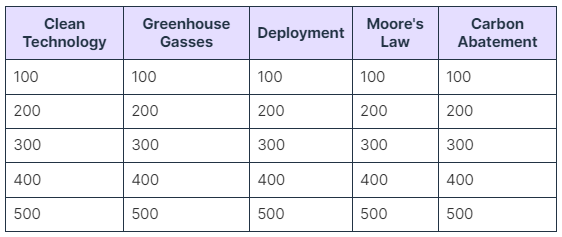 Clean Technology Greenhouse Gasses Deployment Moore's Law Carbon Abatement
100 100 100 100 100
200 200 200 200 200
300 300 300 300 300
400 400 400 400 400
500 500 500 500 500